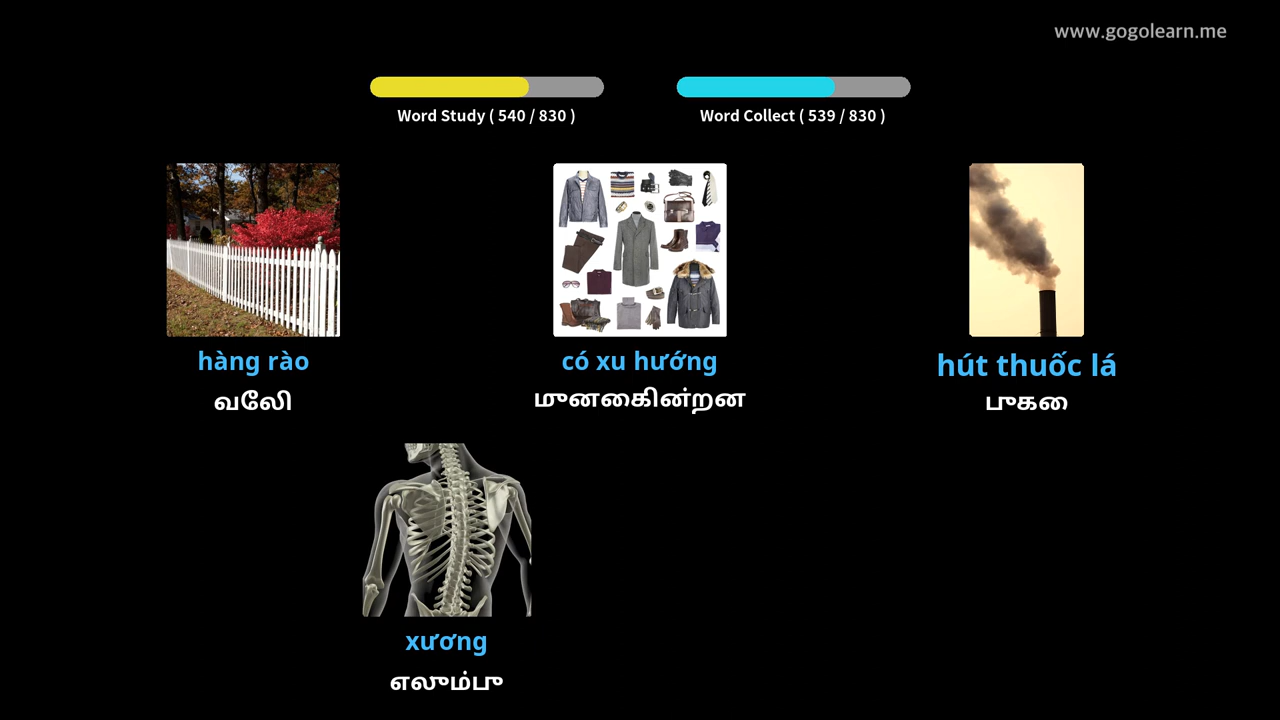 www.gogolearn.me
Word Study ( 540 / 830 )
Word Collect ( 539 / 830 )
hàng rào
வேலி
có xu hướng
முனைகின்றன
hút thuốc lá
புகை
xương
எலும்பு